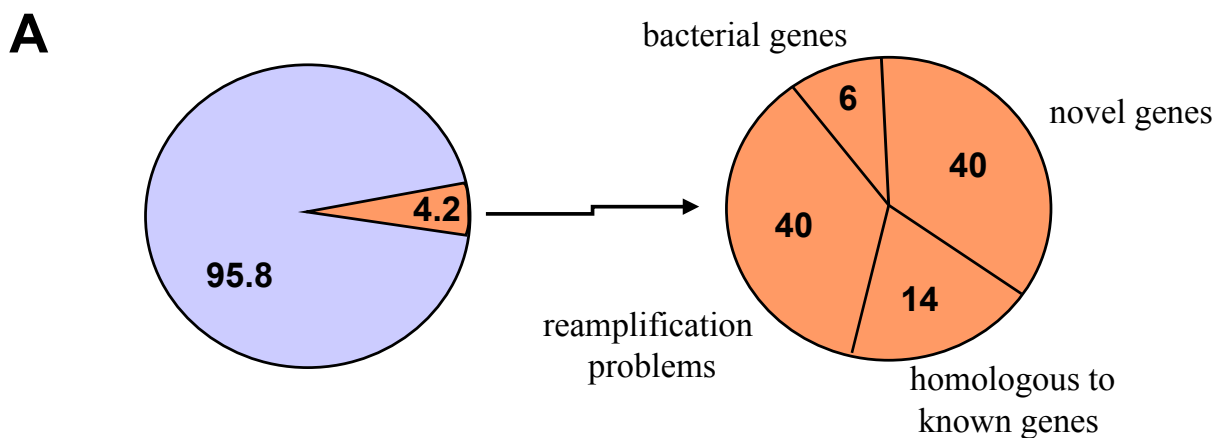 A
bacterial genes
6
novel genes
40
4.2
95.8
40
14
reamplification
problems
homologous to
known genes